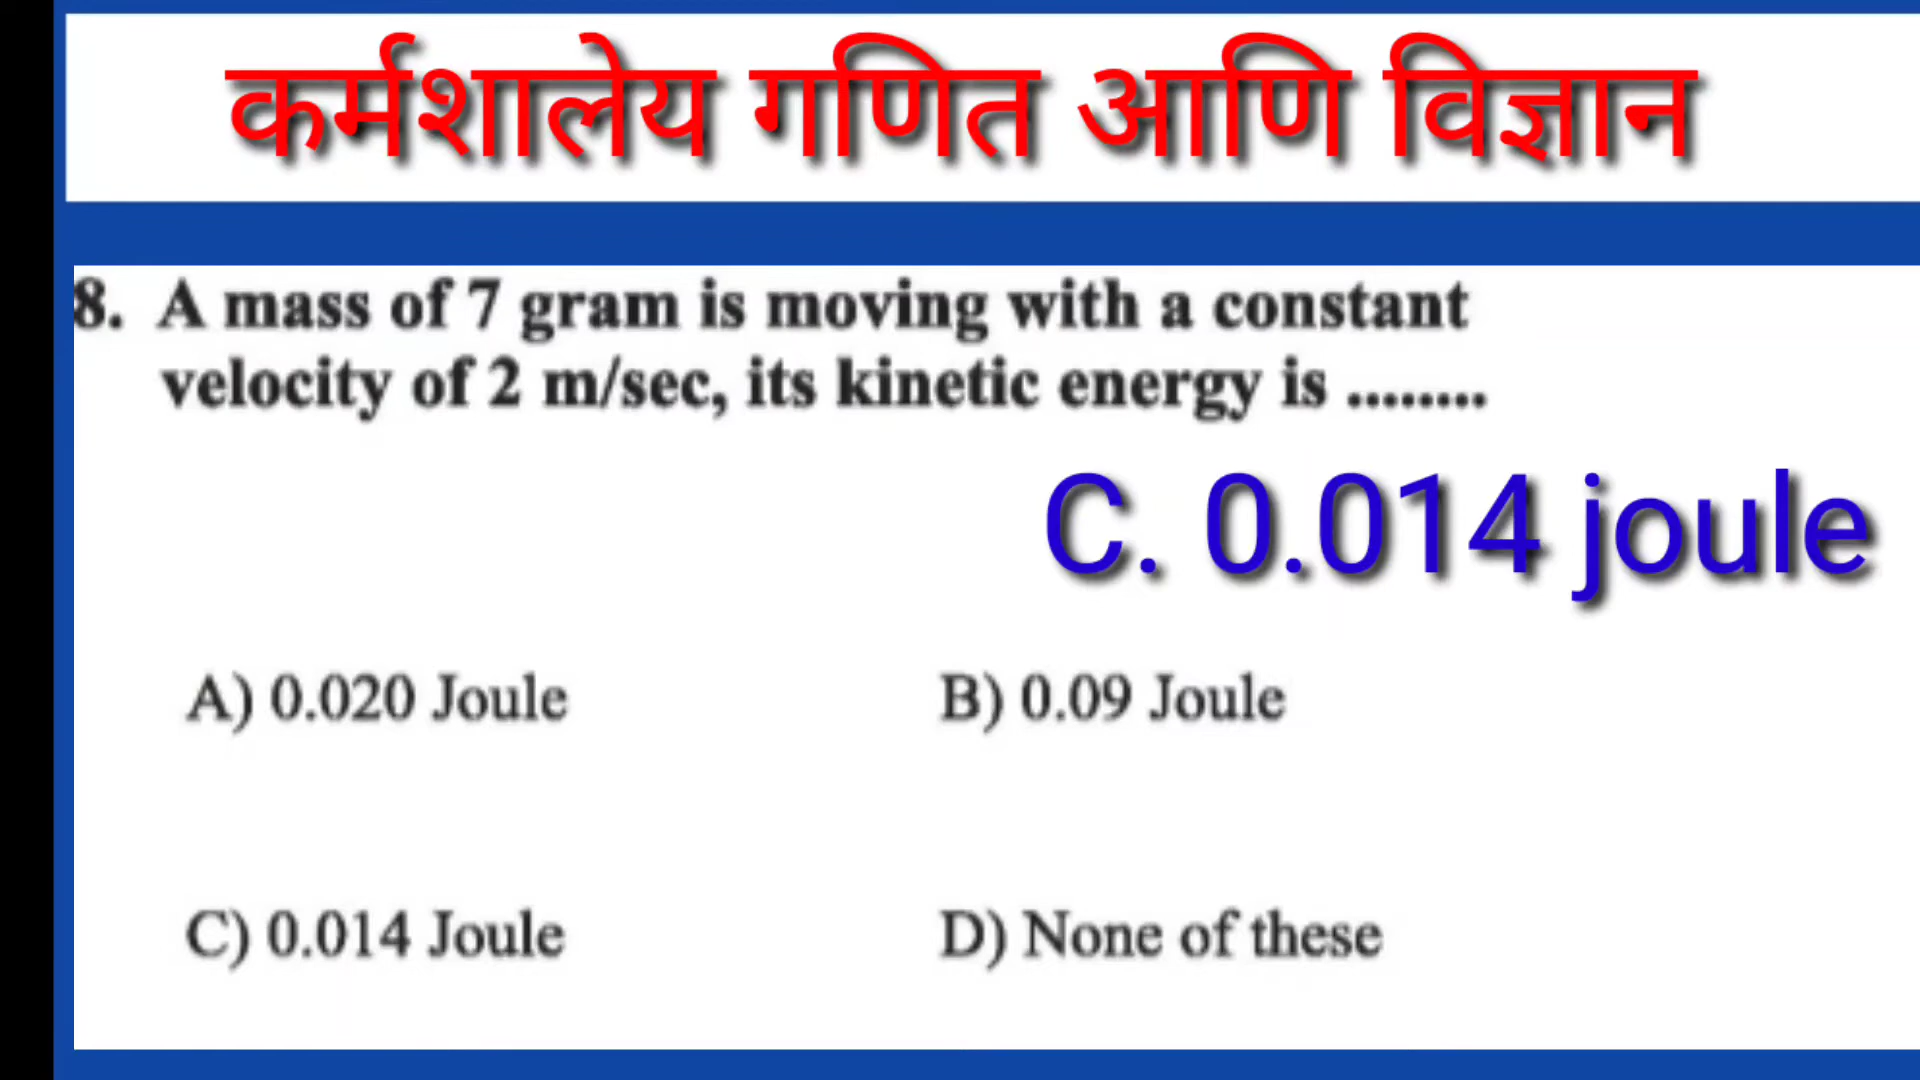 कर्मशालेय गणित आणि विज्ञान
8. A mass of 7 gram is moving with a constant
velocity of 2 m/sec, its kinetic energy is ........
C. 0.014 joule
A) 0.020 Joule
B) 0.09 Joule
C) 0.014 Joule
D) None of these